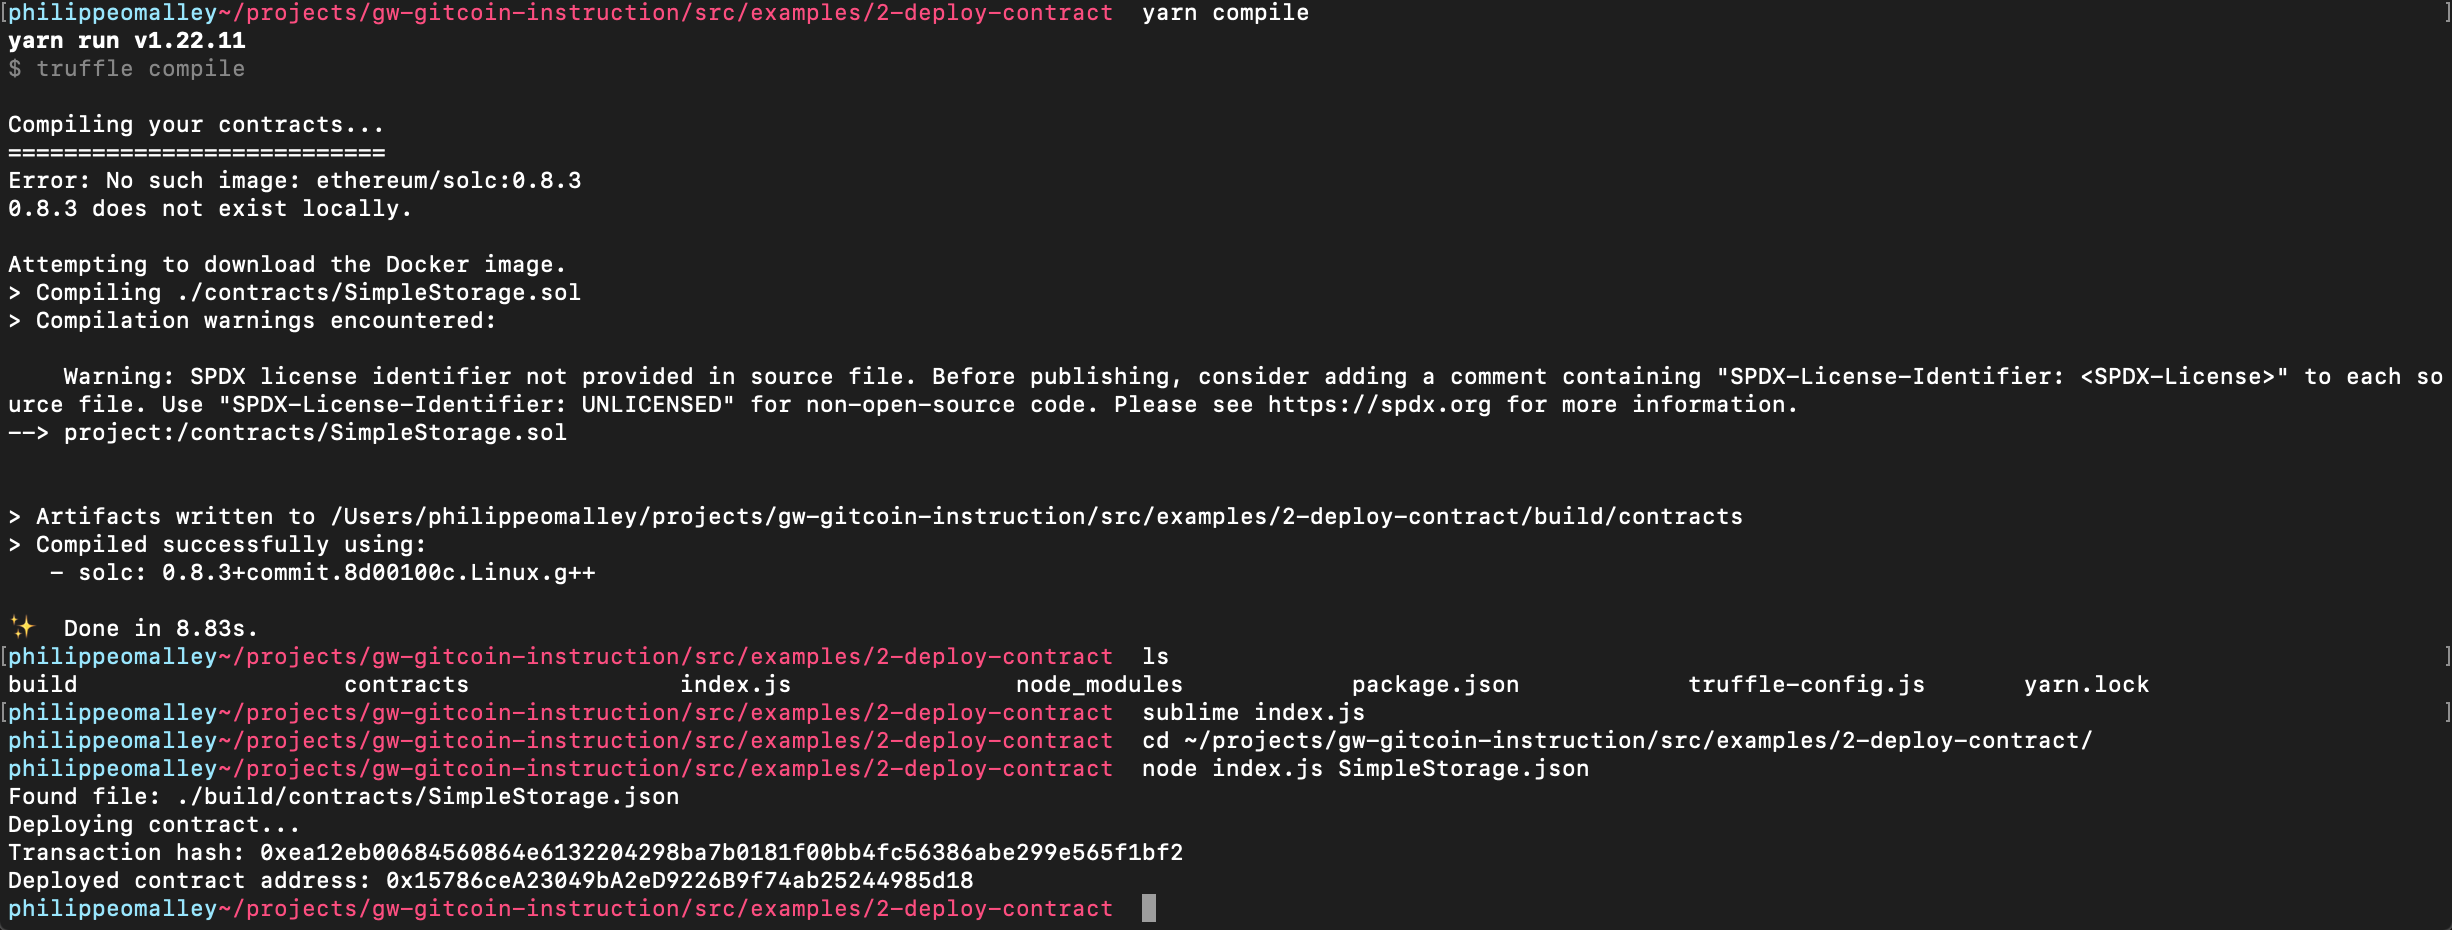 [philippeomalley~/projects/gw-gitcoin-instruction/src/examples/2-deploy-contract  yarn compile ]
yarn run v1.22.11
$ truffle compile
Compiling your contracts...
===========================
Error: No such image: ethereum/solc:0.8.3
0.8.3 does not exist locally.
Attempting to download the Docker image.
> Compiling ./contracts/SimpleStorage.sol
> Compilation warnings encountered:
    Warning: SPDX license identifier not provided in source file. Before publishing, consider adding a comment containing "SPDX-License-Identifier: <SPDX-License>" to each so
urce file. Use "SPDX-License-Identifier: UNLICENSED" for non-open-source code. Please see https://spdx.org for more information.
--> project:/contracts/SimpleStorage.sol
> Artifacts written to /Users/philippeomalley/projects/gw-gitcoin-instruction/src/examples/2-deploy-contract/build/contracts
> Compiled successfully using:
   - solc: 0.8.3+commit.8d00100c.Linux.g++
✨  Done in 8.83s.
[philippeomalley~/projects/gw-gitcoin-instruction/src/examples/2-deploy-contract  ls ]
build contracts index.js node_modules package.json truffle-config.js yarn.lock
[philippeomalley~/projects/gw-gitcoin-instruction/src/examples/2-deploy-contract  sublime index.js ]
philippeomalley~/projects/gw-gitcoin-instruction/src/examples/2-deploy-contract  cd ~/projects/gw-gitcoin-instruction/src/examples/2-deploy-contract/
philippeomalley~/projects/gw-gitcoin-instruction/src/examples/2-deploy-contract  node index.js SimpleStorage.json
Found file: ./build/contracts/SimpleStorage.json
Deploying contract...
Transaction hash: 0xea12eb00684560864e6132204298ba7b0181f00bb4fc56386abe299e565f1bf2
Deployed contract address: 0x15786ceA23049bA2eD9226B9f74ab25244985d18
philippeomalley~/projects/gw-gitcoin-instruction/src/examples/2-deploy-contract